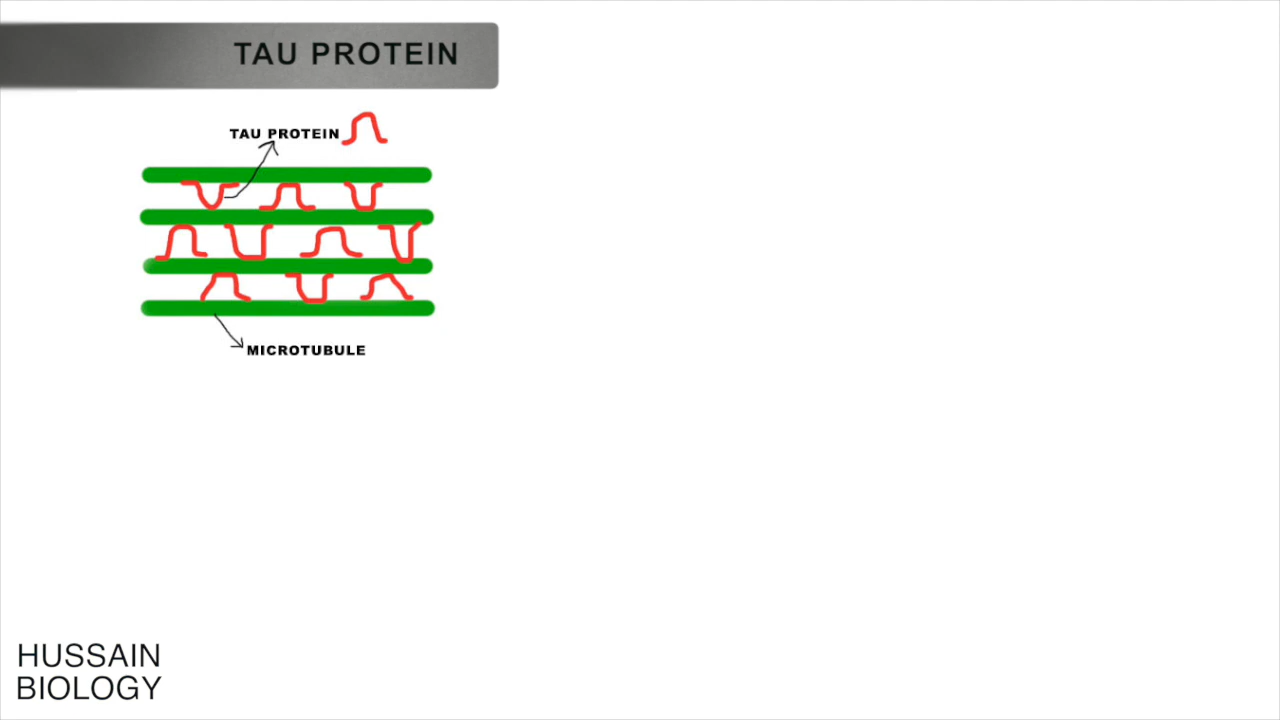 TAU PROTEIN
TAU PROTEIN
MICROTUBULE
HUSSAIN
BIOLOGY